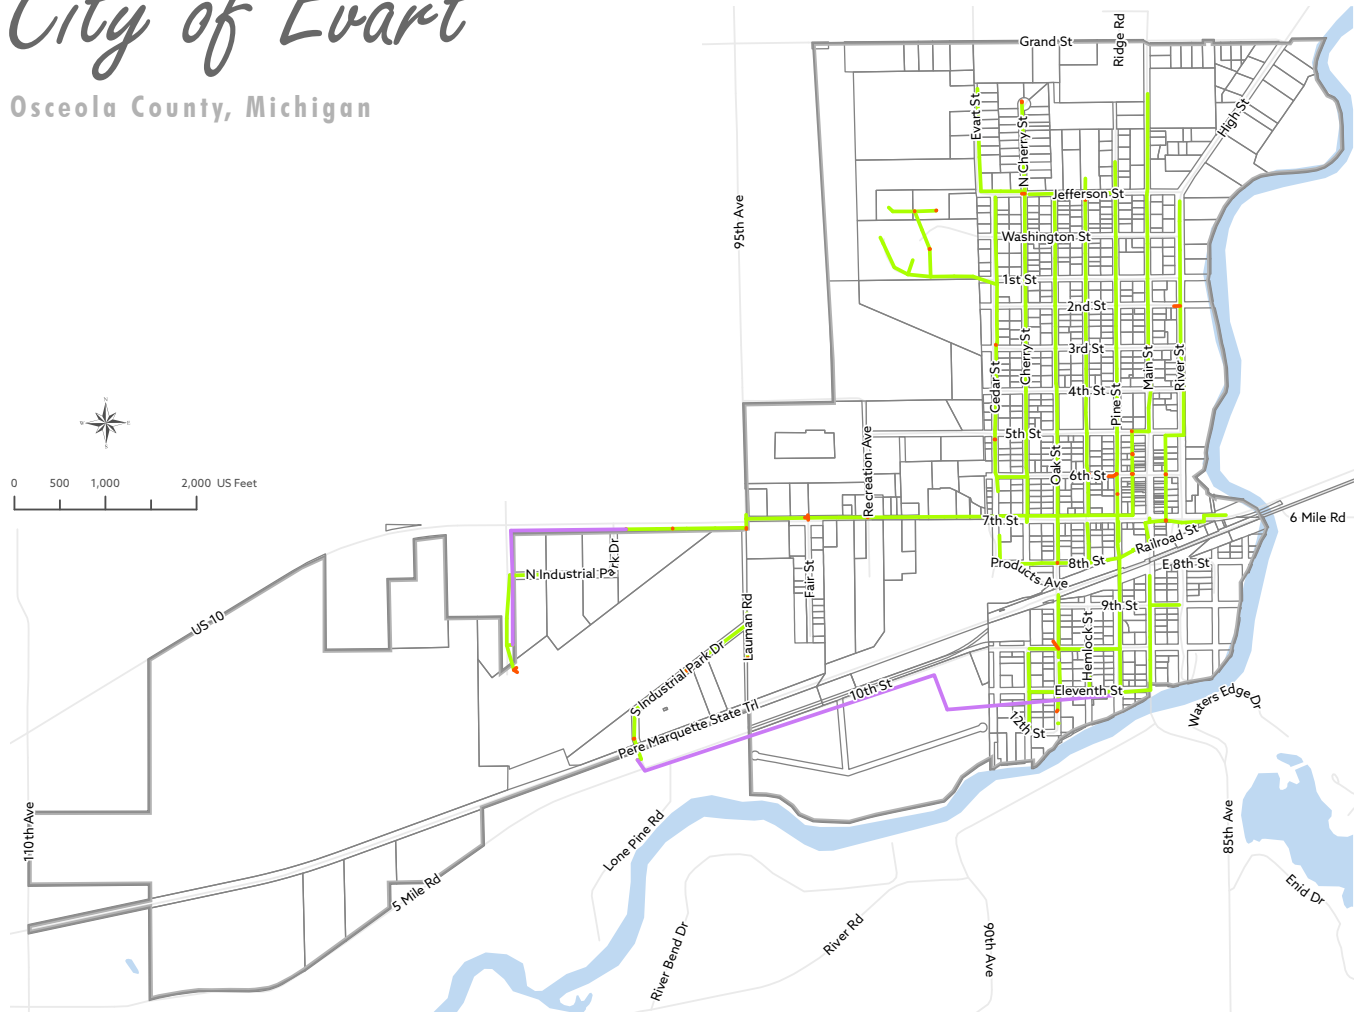 City of Evart
Osceola County, Michigan
Grand St
Ridge Rd
Evart St
N Cherry St
High St
Jefferson St
95th Ave
Washington St
1st St
2nd St
3rd St
Cherry St
Main St
River St
Cedar St
4th St
Pine St
N
W E
S
5th St
Recreation Ave
Oak St
6th St
0 500 1,000 2,000 US Feet
7th St
6 Mile Rd
Railroad St
N Industrial Park Dr
Fair St
Products Ave
8th St
E 8th St
US 10
Lauman Rd
9th St
Hemlock St
S Industrial Park Dr
10th St
Eleventh St
Waters Edge Dr
Pere Marquette State Trl
12th St
110th Ave
Lone Pine Rd
85th Ave
5 Mile Rd
Enid Dr
River Bend Dr
River Rd
90th Ave